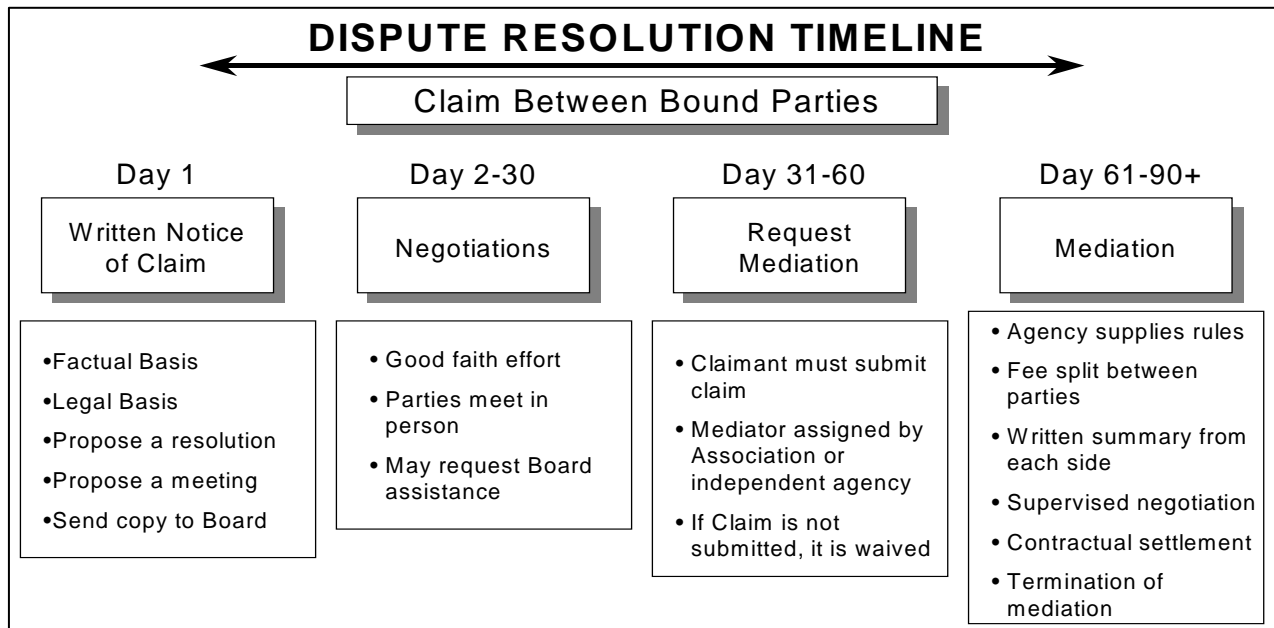 DISPUTE RESOLUTION TIMELINE
Claim Between Bound Parties
Day 1
Written Notice
of Claim
•Factual Basis
•Legal Basis
•Propose a resolution
•Propose a meeting
•Send copy to Board
Day 2-30
Negotiations
• Good faith effort
• Parties meet in
person
• May request Board
assistance
Day 31-60
Request
Mediation
• Claimant must submit
claim
• Mediator assigned by
Association or
independent agency
• If Claim is not
submitted, it is waived
Day 61-90+
Mediation
• Agency supplies rules
• Fee split between
parties
• Written summary from
each side
• Supervised negotiation
• Contractual settlement
• Termination of
mediation